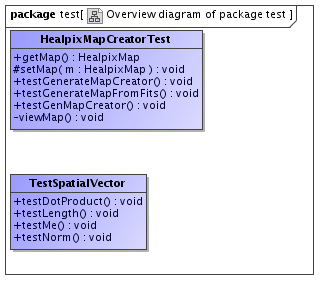 package test[ Overview diagram of package test ]
HealpixMapCreatorTest
+getMap() : HealpixMap
#setMap( m : HealpixMap ) : void
+testGenerateMapCreator() : void
+testGenerateMapFromFits() : void
+testGenMapCreator() : void
-viewMap() : void
TestSpatialVector
+testDotProduct() : void
+testLength() : void
+testMe() : void
+testNorm() : void